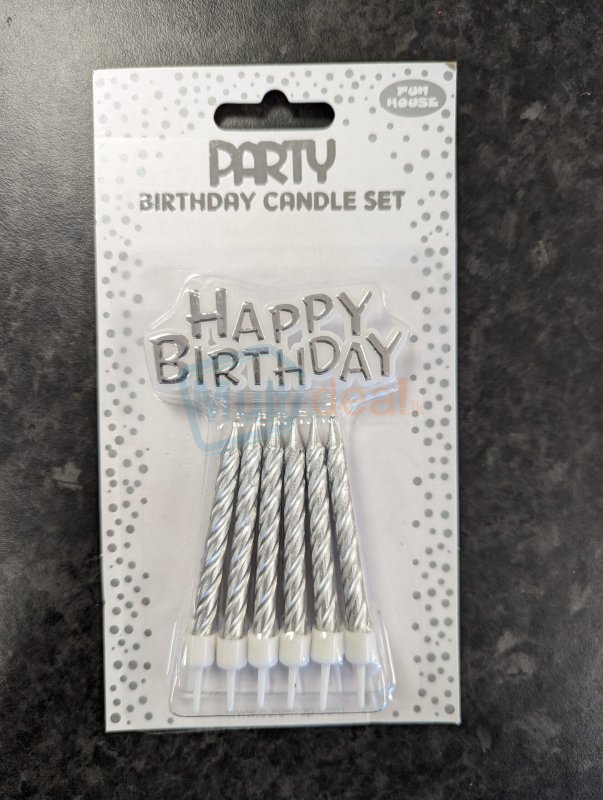 FUN
HOUSE
PARTY
BIRTHDAY CANDLE SET
HAPPY
BIRTHDAY